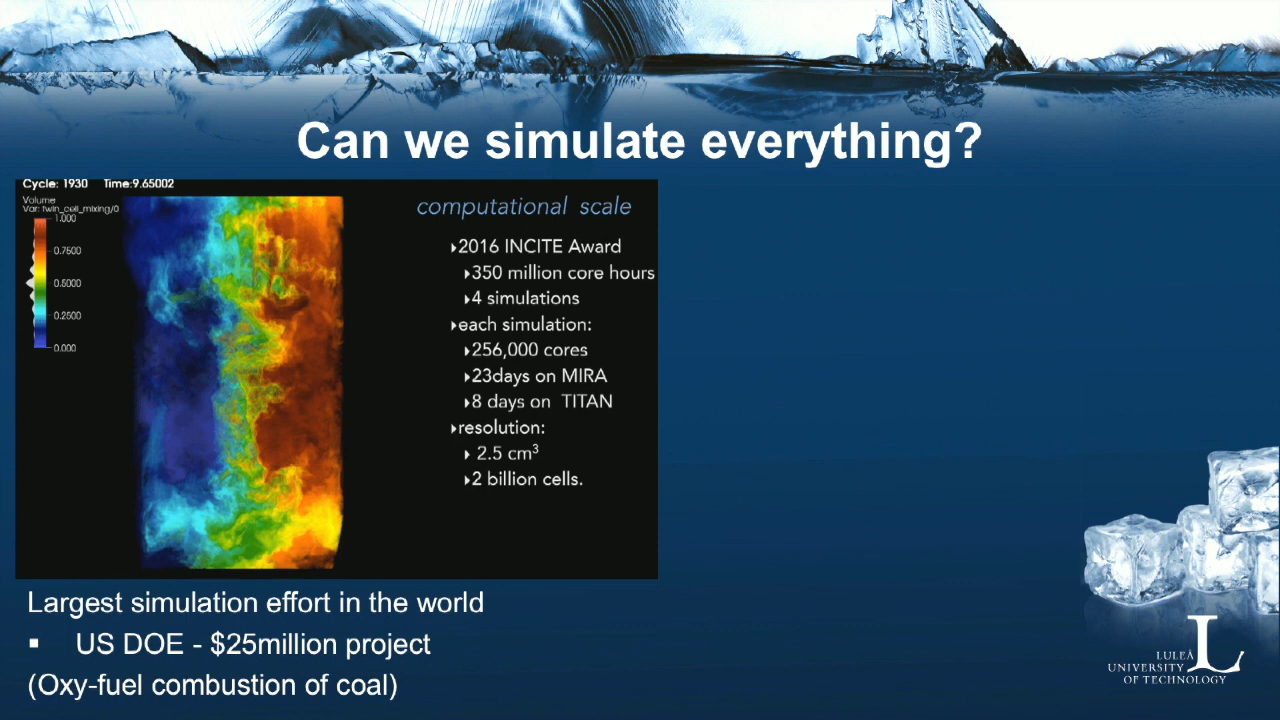 Can we simulate everything?
Cycle: 1930 Time:9.65002
Volume
Var: twin_cell_mixing/0
1.000
0.7500
0.5000
0.2500
0.000
computational scale
2016 INCITE Award
350 million core hours
4 simulations
each simulation:
256,000 cores
23days on MIRA
8 days on TITAN
resolution:
2.5 cm³
2 billion cells.
Largest simulation effort in the world
▪ US DOE - $25million project
(Oxy-fuel combustion of coal)
LULEÅ
UNIVERSITY
OF TECHNOLOGY
L